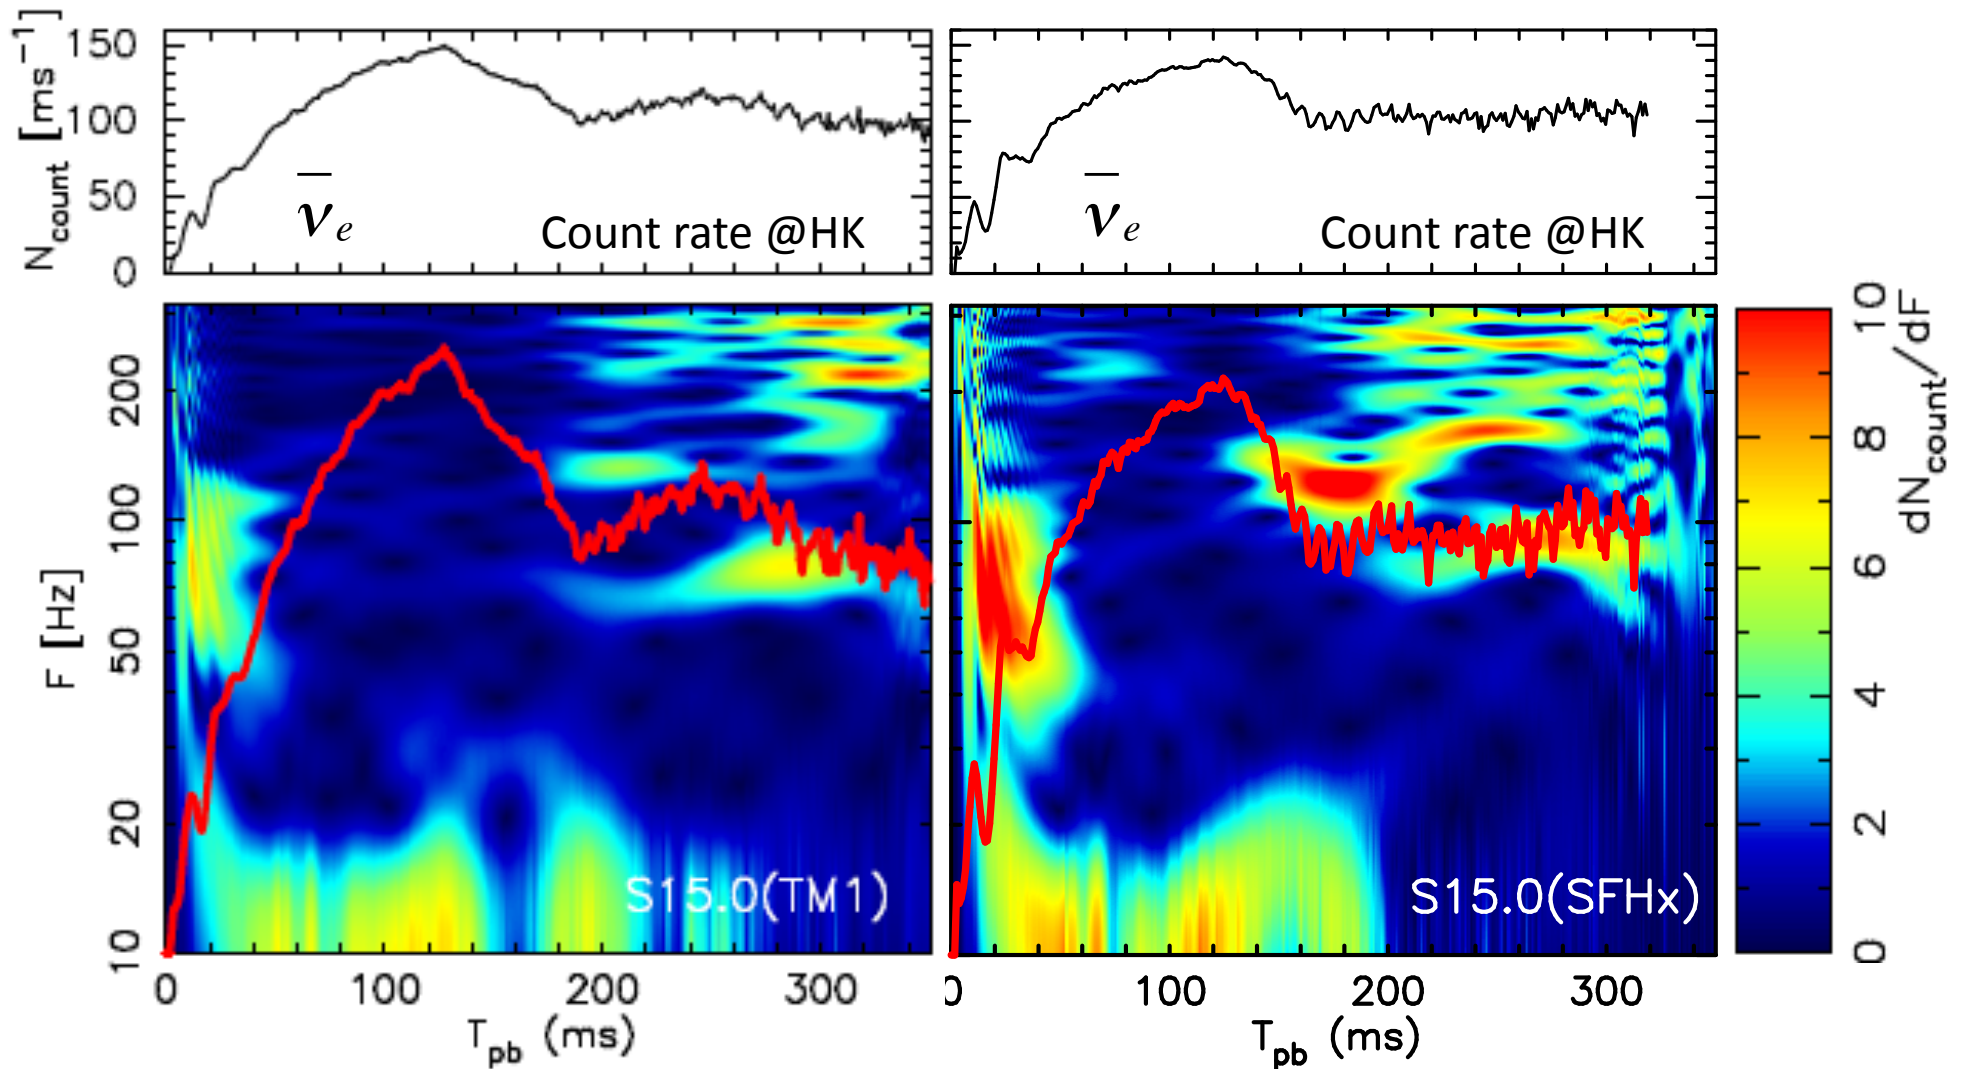 N_count [ms⁻¹]
150
100
50
0
ν̄_e
Count rate @HK
ν̄_e
Count rate @HK
F [Hz]
200
100
50
20
10
S15.0(TM1)
S15.0(SFHx)
0 100 200 300
T_pb (ms)
0 100 200 300
T_pb (ms)
10
8
6
4
2
0
dN_count/dF